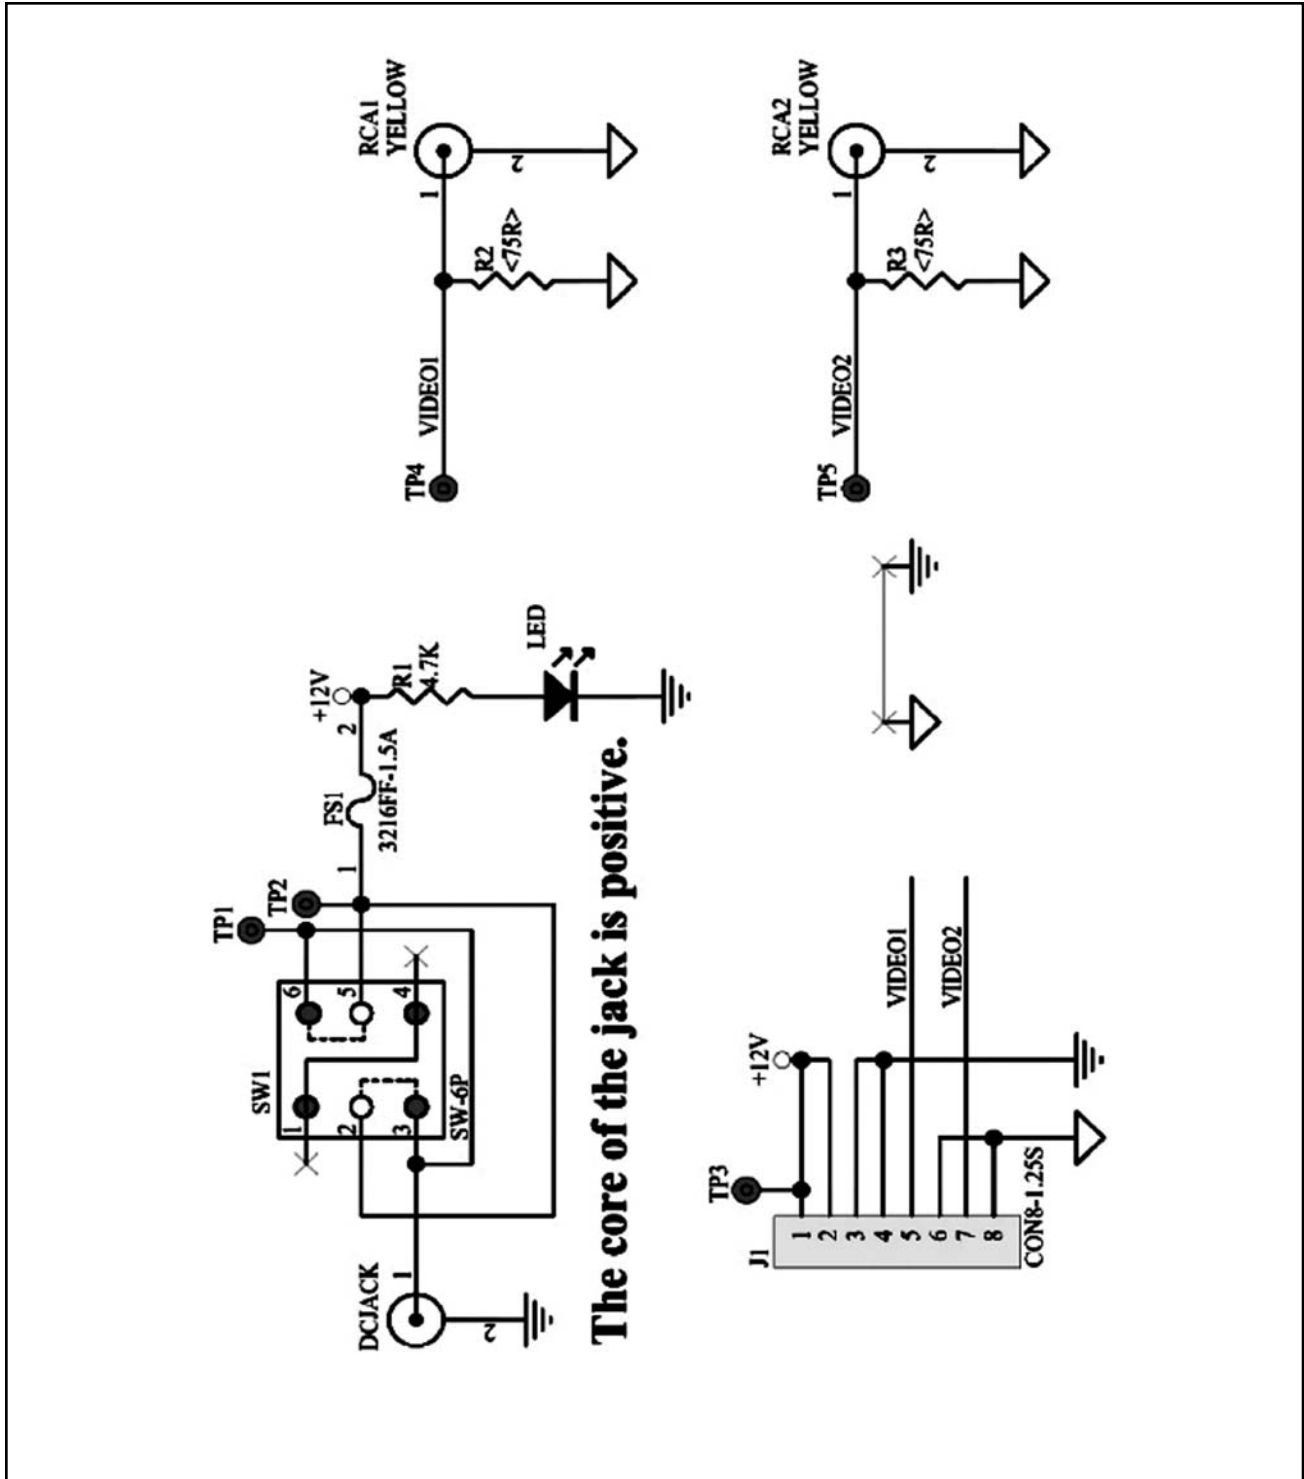 DCJACK
1
2
SW1
1
2
3
6
5
4
SW-6P
TP1
TP2
1
FS1
3216FF-1.5A
2
+12V
R1
4.7K
LED
The core of the jack is positive.
TP4
VIDEO1
R2
<75R>
1
2
RCA1
YELLOW
J1
1
2
3
4
5
6
7
8
CON8-1.25S
TP3
+12V
VIDEO1
VIDEO2
TP5
VIDEO2
R3
<75R>
1
2
RCA2
YELLOW